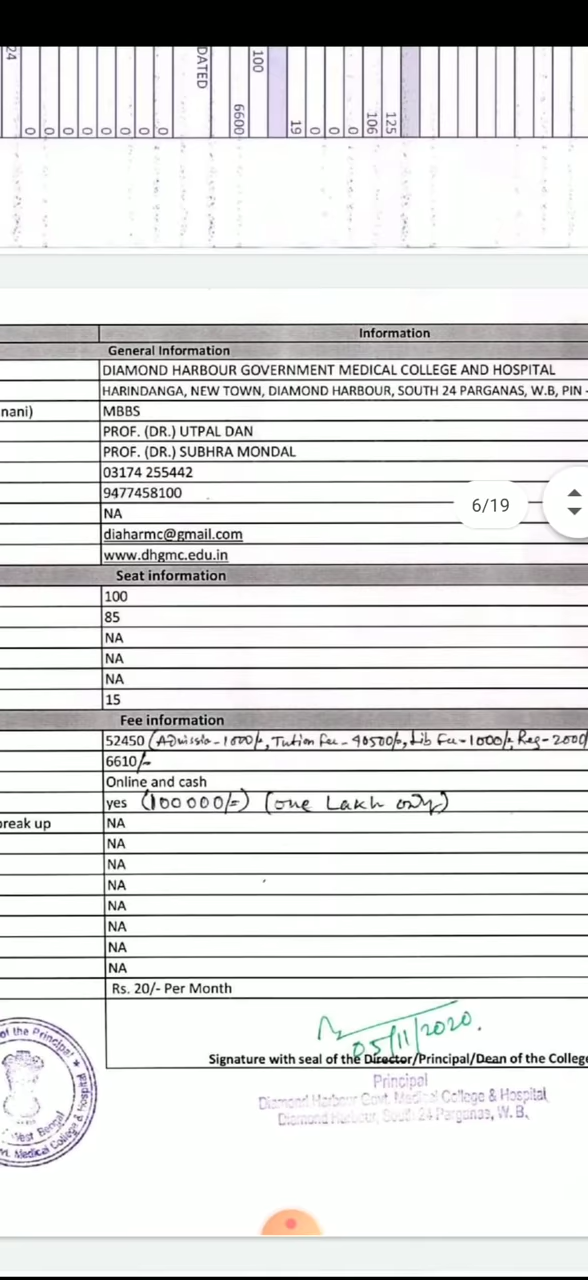 24
0
0
0
0
0
0
0
0
DATED
6600
100
19
0
0
0
106
125
Information
General Information
DIAMOND HARBOUR GOVERNMENT MEDICAL COLLEGE AND HOSPITAL
HARINDANGA, NEW TOWN, DIAMOND HARBOUR, SOUTH 24 PARGANAS, W.B, PIN -
nani) MBBS
PROF. (DR.) UTPAL DAN
PROF. (DR.) SUBHRA MONDAL
03174 255442
9477458100
NA
6/19
diaharmc@gmail.com
www.dhgmc.edu.in
Seat information
100
85
NA
NA
NA
15
Fee information
52450 (Admissio - 1000/-, Tution fee - 40500/-, Lib Fee - 1000/-, Reg - 2000/
6610/-
Online and cash
yes (100000/=) (one Lakh only)
break up NA
NA
NA
NA
NA
NA
NA
NA
Rs. 20/- Per Month
05/11/2020.
Signature with seal of the Director/Principal/Dean of the College
Principal
Diamond Harbour Govt. Medical College & Hospital
Diamond Harbour, South 24 Parganas, W. B.
of the Principal
West Bengal
vt. Medical College & Hospital